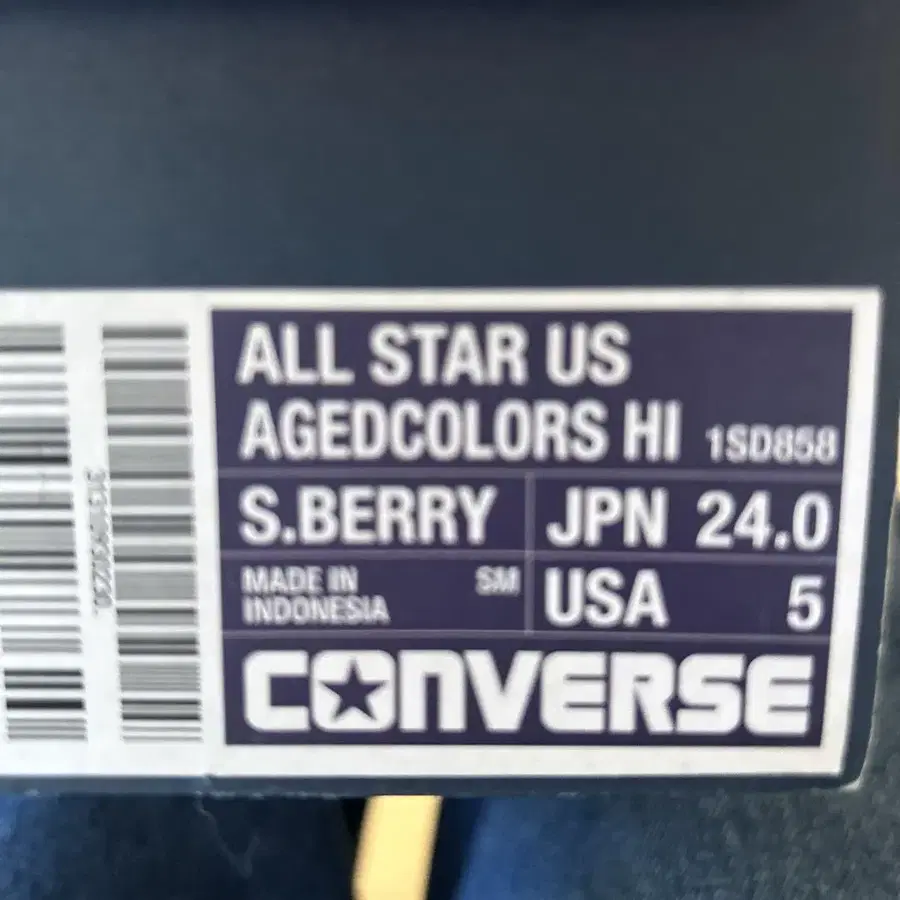 ALL STAR US
AGEDCOLORS HI 1SD858
S.BERRY JPN 24.0
MADE IN SM
INDONESIA
USA 5
CONVERSE